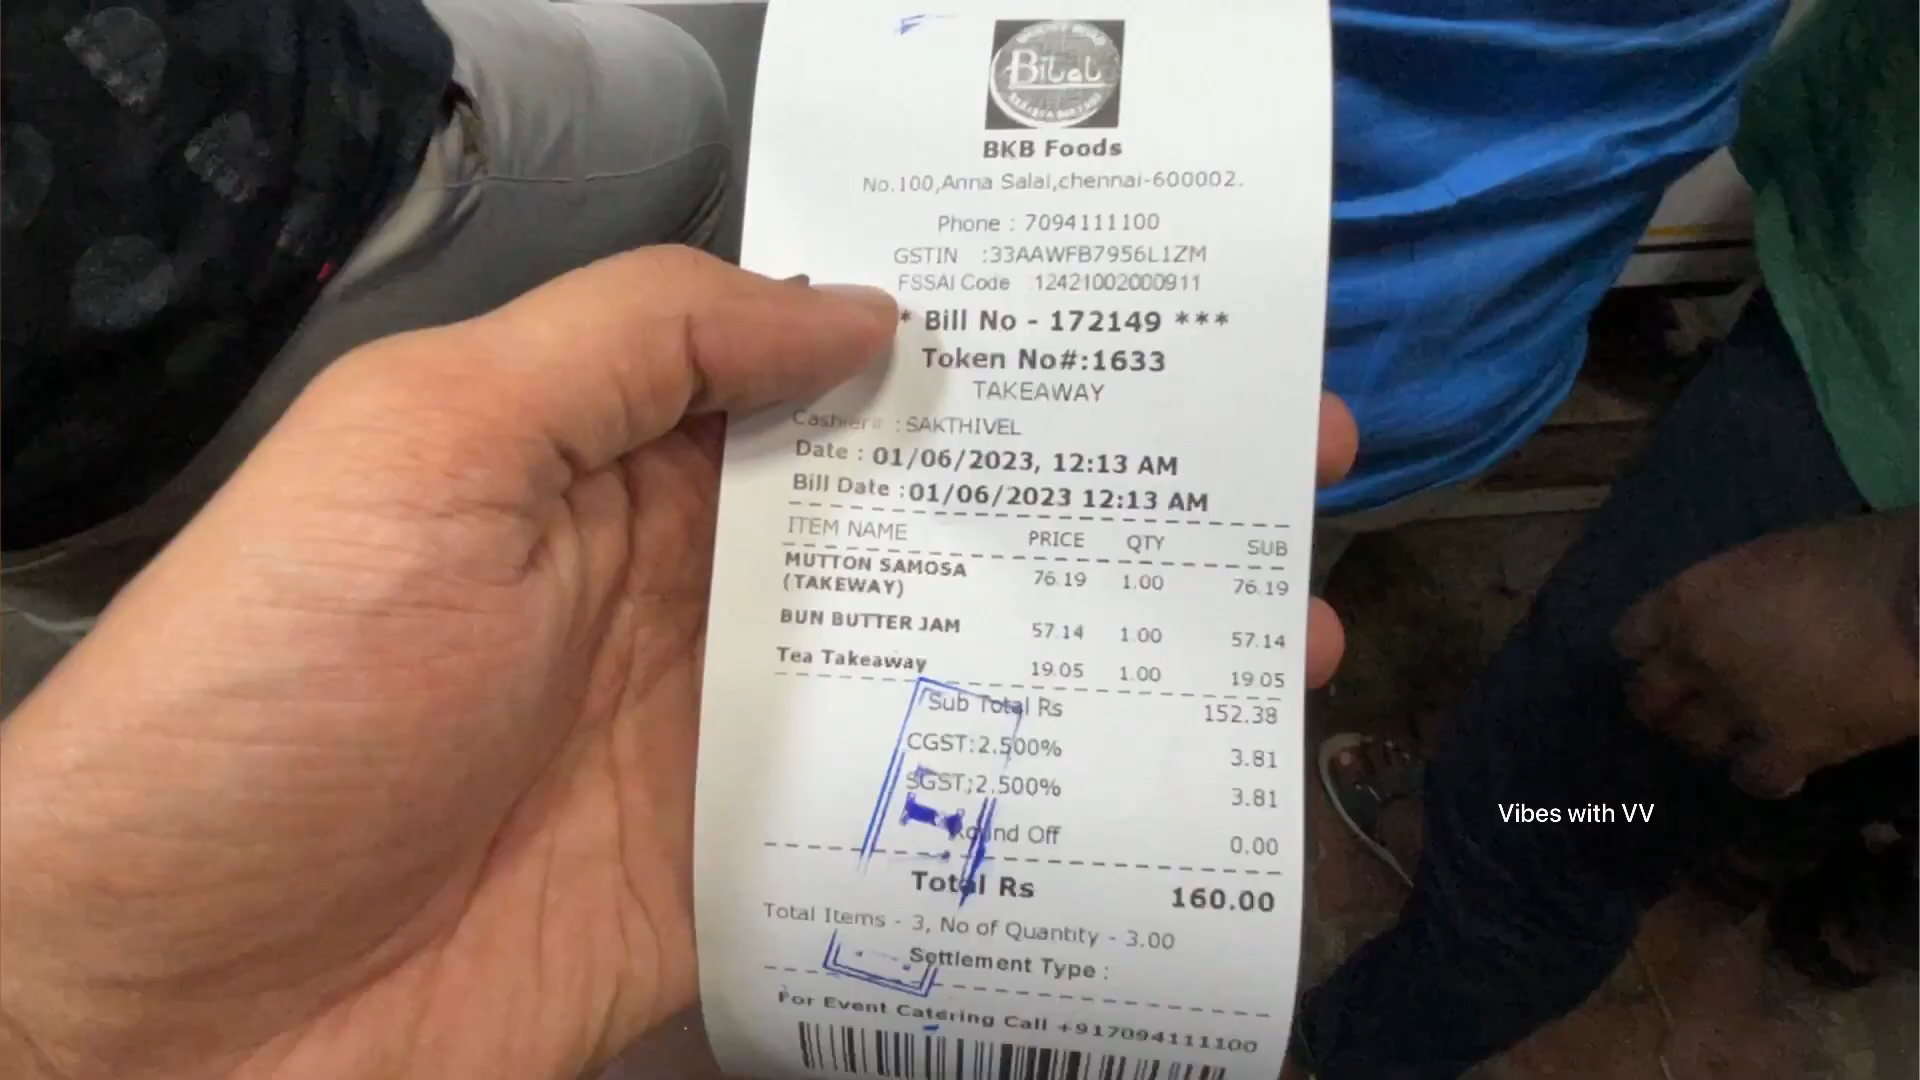 Bilal
BKB Foods
No.100,Anna Salai,chennai-600002.
Phone : 7094111100
GSTIN :33AAWFB7956L1ZM
FSSAI Code 12421002000911
* Bill No - 172149 ***
Token No#:1633
TAKEAWAY
Cashier# : SAKTHIVEL
Date : 01/06/2023, 12:13 AM
Bill Date :01/06/2023 12:13 AM
ITEM NAME PRICE QTY SUB
MUTTON SAMOSA 76.19 1.00 76.19
(TAKEWAY)
BUN BUTTER JAM 57.14 1.00 57.14
Tea Takeaway 19.05 1.00 19.05
Sub Total Rs 152.38
CGST:2.500% 3.81
SGST:2.500% 3.81
Round Off 0.00
Total Rs 160.00
Total Items - 3, No of Quantity - 3.00
Settlement Type :
For Event Catering Call +917094111100
Vibes with VV